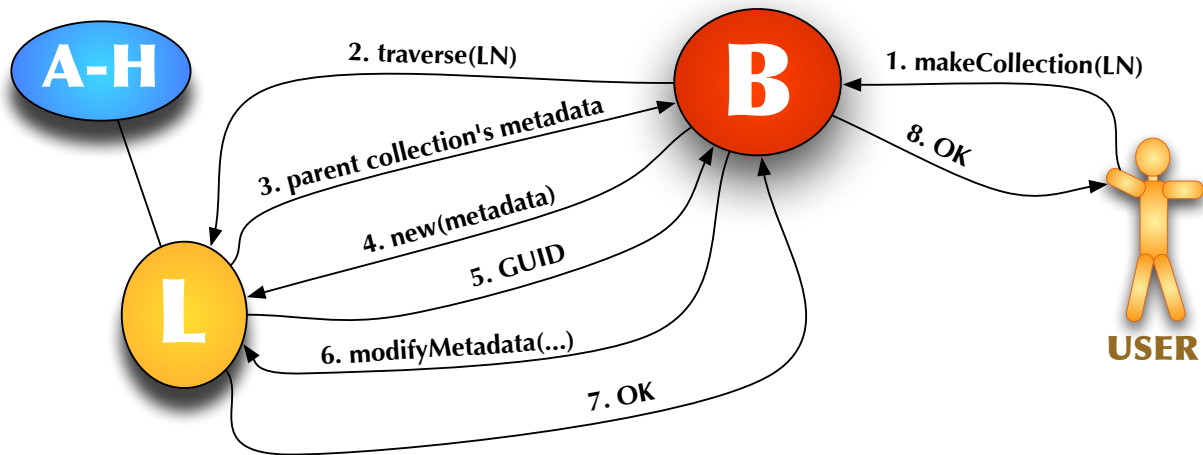 A-H
B
L
1. makeCollection(LN)
2. traverse(LN)
3. parent collection's metadata
4. new(metadata)
5. GUID
6. modifyMetadata(...)
7. OK
8. OK
USER